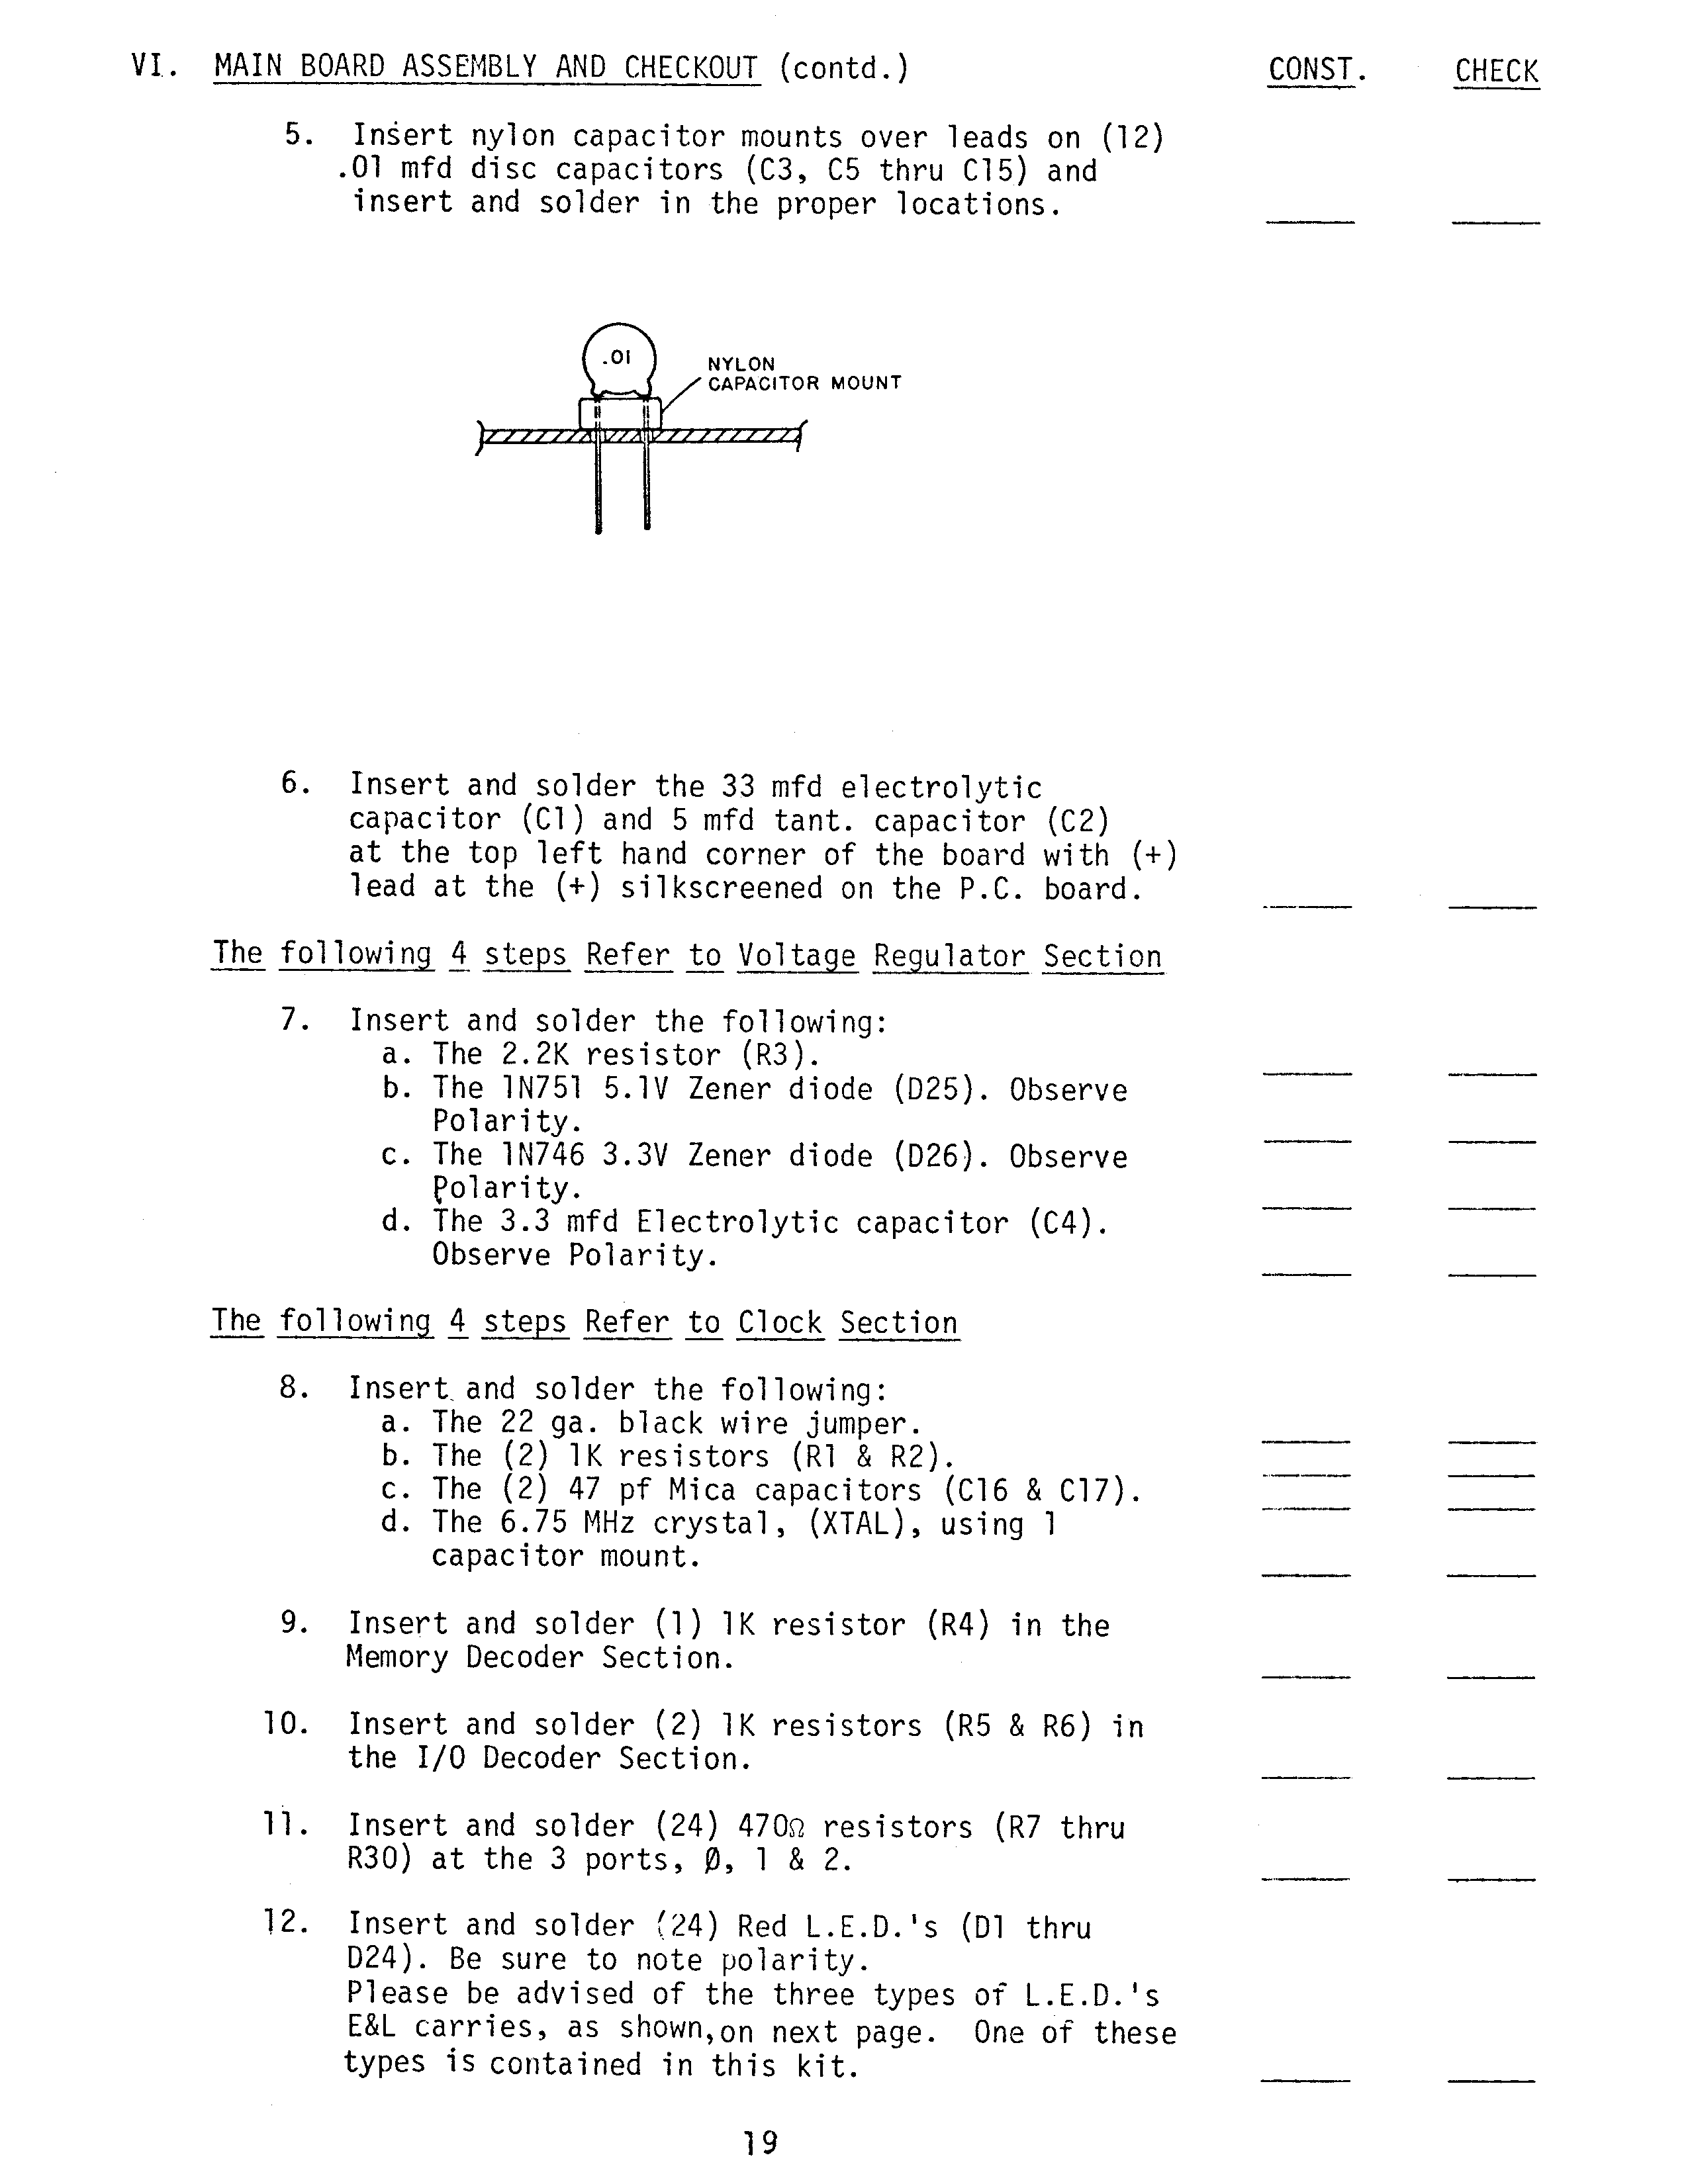 VI. MAIN BOARD ASSEMBLY AND CHECKOUT (contd.) CONST. CHECK
5. Insert nylon capacitor mounts over leads on (12)
.01 mfd disc capacitors (C3, C5 thru C15) and
insert and solder in the proper locations.
.01
NYLON
CAPACITOR MOUNT
6. Insert and solder the 33 mfd electrolytic
capacitor (C1) and 5 mfd tant. capacitor (C2)
at the top left hand corner of the board with (+)
lead at the (+) silkscreened on the P.C. board.
The following 4 steps Refer to Voltage Regulator Section
7. Insert and solder the following:
a. The 2.2K resistor (R3).
b. The 1N751 5.1V Zener diode (D25). Observe
Polarity.
c. The 1N746 3.3V Zener diode (D26). Observe
Polarity.
d. The 3.3 mfd Electrolytic capacitor (C4).
Observe Polarity.
The following 4 steps Refer to Clock Section
8. Insert and solder the following:
a. The 22 ga. black wire jumper.
b. The (2) 1K resistors (R1 & R2).
c. The (2) 47 pf Mica capacitors (C16 & C17).
d. The 6.75 MHz crystal, (XTAL), using 1
capacitor mount.
9. Insert and solder (1) 1K resistor (R4) in the
Memory Decoder Section.
10. Insert and solder (2) 1K resistors (R5 & R6) in
the I/O Decoder Section.
11. Insert and solder (24) 470Ω resistors (R7 thru
R30) at the 3 ports, Ø, 1 & 2.
12. Insert and solder (24) Red L.E.D.'s (D1 thru
D24). Be sure to note polarity.
Please be advised of the three types of L.E.D.'s
E&L carries, as shown,on next page. One of these
types is contained in this kit.
19